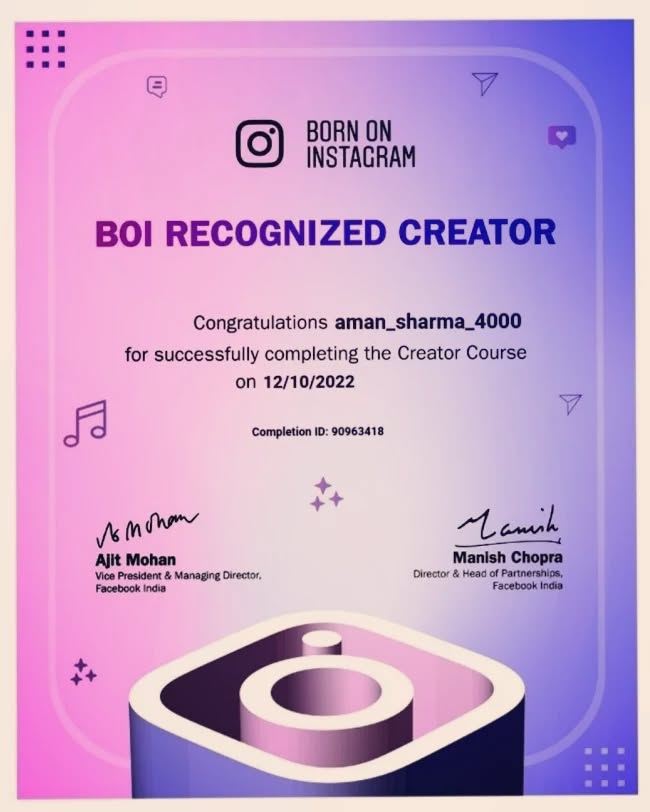 BORN ON
INSTAGRAM
BOI RECOGNIZED CREATOR
Congratulations aman_sharma_4000
for successfully completing the Creator Course
on 12/10/2022
Completion ID: 90963418
A Mohan
Manish
Ajit Mohan
Vice President & Managing Director,
Facebook India
Manish Chopra
Director & Head of Partnerships,
Facebook India